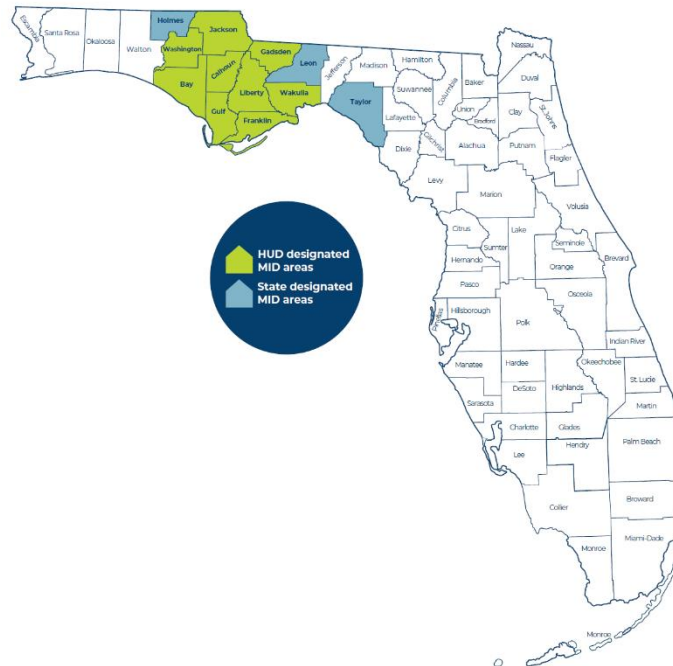 Escambia
Santa Rosa
Okaloosa
Walton
Holmes
Jackson
Washington
Bay
Calhoun
Gulf
Gadsden
Liberty
Franklin
Leon
Wakulla
Jefferson
Madison
Taylor
Hamilton
Suwannee
Lafayette
Dixie
Columbia
Gilchrist
Levy
Nassau
Duval
Baker
Union
Bradford
Clay
St. Johns
Alachua
Putnam
Flagler
Marion
Volusia
Citrus
Sumter
Lake
Seminole
Hernando
Orange
Brevard
Pasco
Osceola
Pinellas
Hillsborough
Polk
Indian River
Manatee
Hardee
Okeechobee
St. Lucie
DeSoto
Highlands
Sarasota
Martin
Charlotte
Glades
Lee
Hendry
Palm Beach
Collier
Broward
Monroe
Miami-Dade
Monroe
HUD designated
MID areas
State designated
MID areas